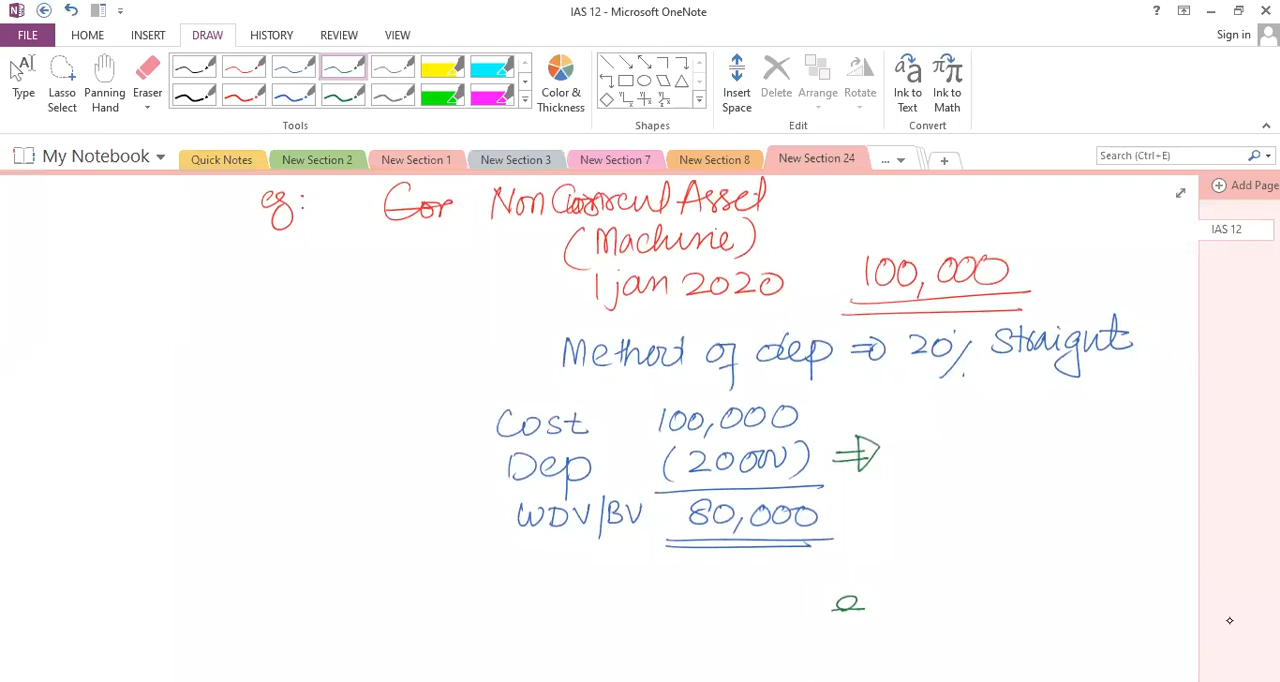 IAS 12 - Microsoft OneNote
FILE HOME INSERT DRAW HISTORY REVIEW VIEW Sign in
Type Lasso Select Panning Hand Eraser Color & Thickness Insert Space Delete Arrange Rotate Ink to Text Ink to Math
Tools Shapes Edit Convert
My Notebook Quick Notes New Section 2 New Section 1 New Section 3 New Section 7 New Section 8 New Section 24 ... Search (Ctrl+E)
Add Page
IAS 12
eg: Non Asset
(Machine)
1 jan 2020 100,000
Method of dep ⇒ 20% Straight
Cost 100,000
Dep (20000) ⇒
WDV/BV 80,000